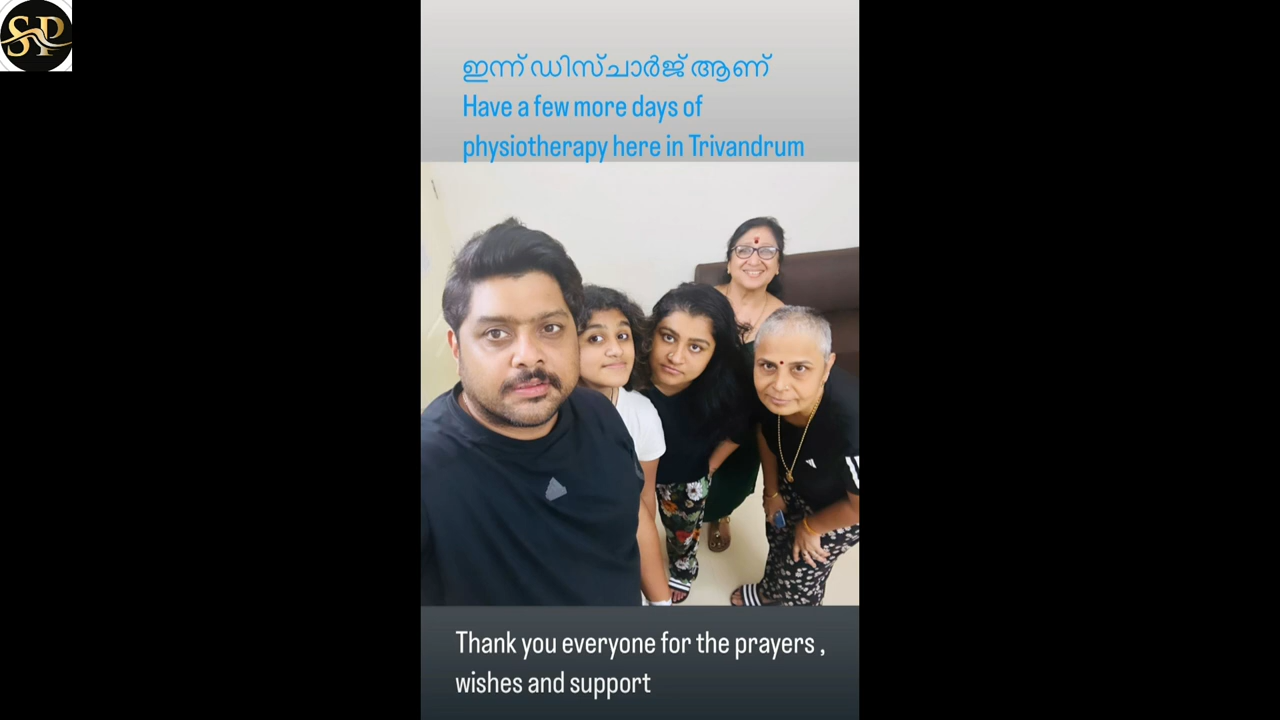 SP
ഇന്ന് ഡിസ്ചാർജ് ആണ്
Have a few more days of
physiotherapy here in Trivandrum
Thank you everyone for the prayers ,
wishes and support